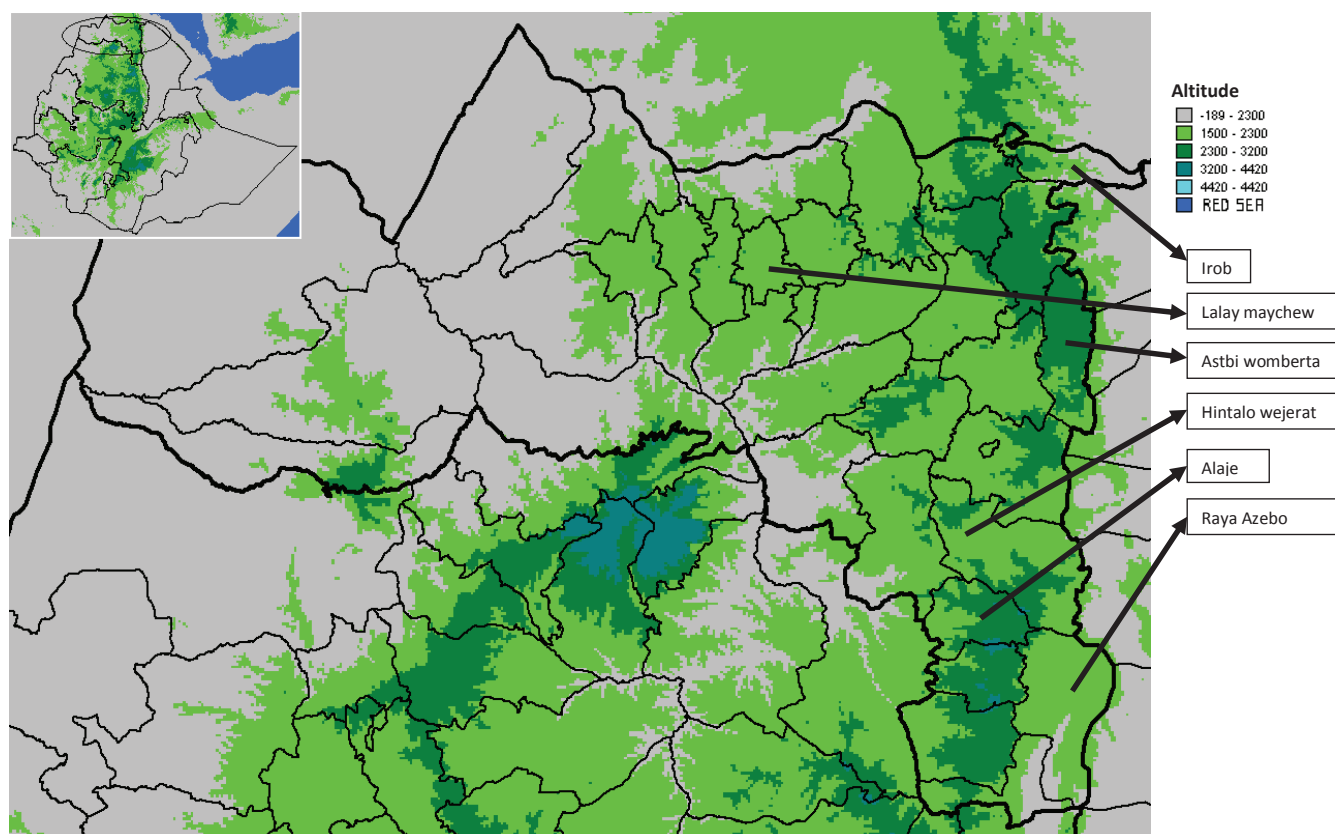 Altitude
-189 - 2300
1500 - 2300
2300 - 3200
3200 - 4420
4420 - 4420
RED SEA
Irob
Lalay maychew
Astbi womberta
Hintalo wejerat
Alaje
Raya Azebo